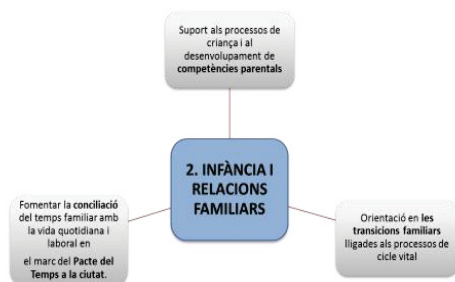 Suport als processos de
criança i al
desenvolupament de
competències parentals
2. INFÀNCIA I
RELACIONS
FAMILIARS
Fomentar la conciliació
del temps familiar amb
la vida quotidiana i
laboral en
el marc del Pacte del
Temps a la ciutat.
Orientació en les
transicions familiars
lligades als processos de
cicle vital